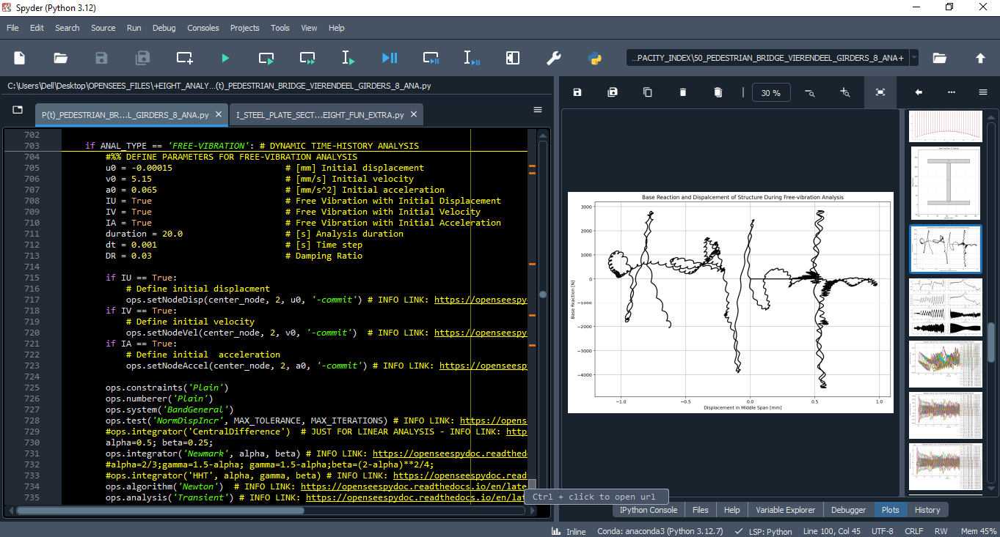 Spyder (Python 3.12)
File Edit Search Source Run Debug Consoles Projects Tools View Help
...PACITY_INDEX\50_PEDESTRIAN_BRIDGE_VIERENDEEL_GIRDERS_8_ANA+
C:\Users\Dell\Desktop\OPENSEES_FILES\+EIGHT_ANALY...(t)_PEDESTRIAN_BRIDGE_VIERENDEEL_GIRDERS_8_ANA.py
P(t)_PEDESTRIAN_BR...L_GIRDERS_8_ANA.py
I_STEEL_PLATE_SECT...EIGHT_FUN_EXTRA.py
30 %
702
703 if ANAL_TYPE == 'FREE-VIBRATION': # DYNAMIC TIME-HISTORY ANALYSIS
704 #%% DEFINE PARAMETERS FOR FREE-VIBRATION ANALYSIS
705 u0 = -0.00015 # [mm] Initial displacement
706 v0 = 5.15 # [mm/s] Initial velocity
707 a0 = 0.065 # [mm/s^2] Initial acceleration
708 IU = True # Free Vibration with Initial Displacement
709 IV = True # Free Vibration with Initial Velocity
710 IA = True # Free Vibration with Initial Acceleration
711 duration = 20.0 # [s] Analysis duration
712 dt = 0.001 # [s] Time step
713 DR = 0.03 # Damping Ratio
714
715 if IU == True:
716 # Define initial displacment
717 ops.setNodeDisp(center_node, 2, u0, '-commit') # INFO LINK: https://openseespy
718 if IV == True:
719 # Define initial velocity
720 ops.setNodeVel(center_node, 2, v0, '-commit') # INFO LINK: https://openseespy
721 if IA == True:
722 # Define initial acceleration
723 ops.setNodeAccel(center_node, 2, a0, '-commit') # INFO LINK: https://openseesp
724
725 ops.constraints('Plain')
726 ops.numberer('Plain')
727 ops.system('BandGeneral')
728 ops.test('NormDispIncr', MAX_TOLERANCE, MAX_ITERATIONS) # INFO LINK: https://opens
729 #ops.integrator('CentralDifference') # JUST FOR LINEAR ANALYSIS - INFO LINK: http
730 alpha=0.5; beta=0.25;
731 ops.integrator('Newmark', alpha, beta) # INFO LINK: https://openseespydoc.readthed
732 #alpha=2/3;gamma=1.5-alpha; gamma=1.5-alpha;beta=(2-alpha)**2/4;
733 #ops.integrator('HHT', alpha, gamma, beta) # INFO LINK: https://openseespydoc.read
734 ops.algorithm('Newton') # INFO LINK: https://openseespydoc.readthedocs.io/en/late
735 ops.analysis('Transient') # INFO LINK: https://openseespydoc.readthedocs.io/en/lat
Ctrl + click to open url
Base Reaction and Dispalcement of Structure During Free-vibration Analysis
Base Reaction [N]
3000
2000
1000
0
−1000
−2000
−3000
−4000
−1.0 −0.5 0.0 0.5 1.0
Displacement in Middle Span [mm]
IPython Console Files Help Variable Explorer Debugger Plots History
Inline Conda: anaconda3 (Python 3.12.7) LSP: Python Line 100, Col 45 UTF-8 CRLF RW Mem 45%